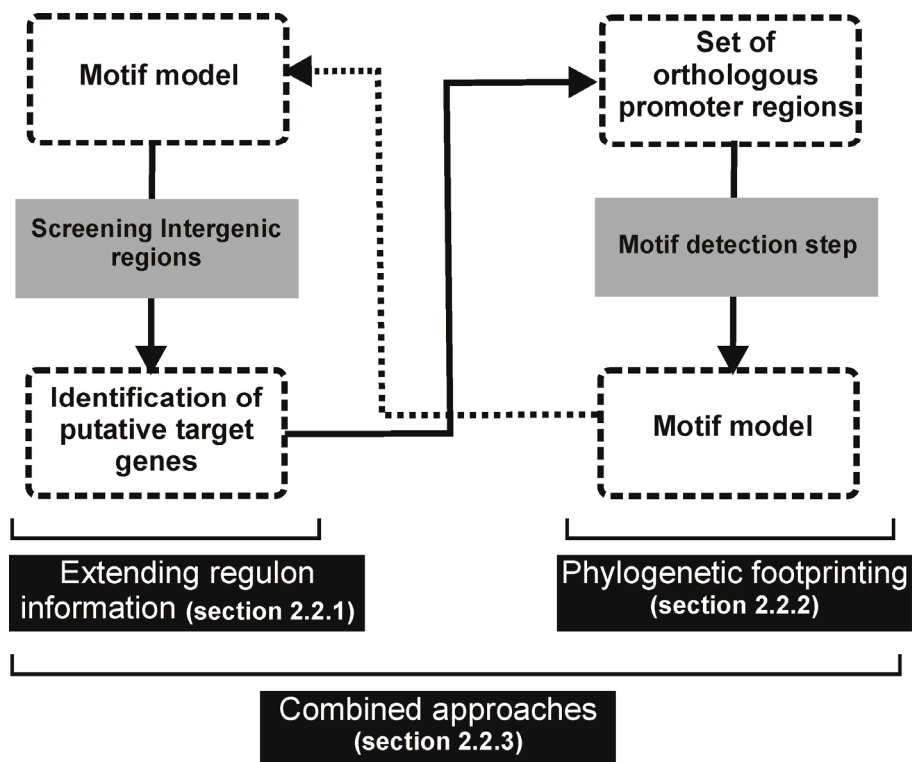 Motif model
Screening Intergenic
regions
Identification of
putative target
genes
Set of
orthologous
promoter regions
Motif detection step
Motif model
Extending regulon
information (section 2.2.1)
Phylogenetic footprinting
(section 2.2.2)
Combined approaches
(section 2.2.3)